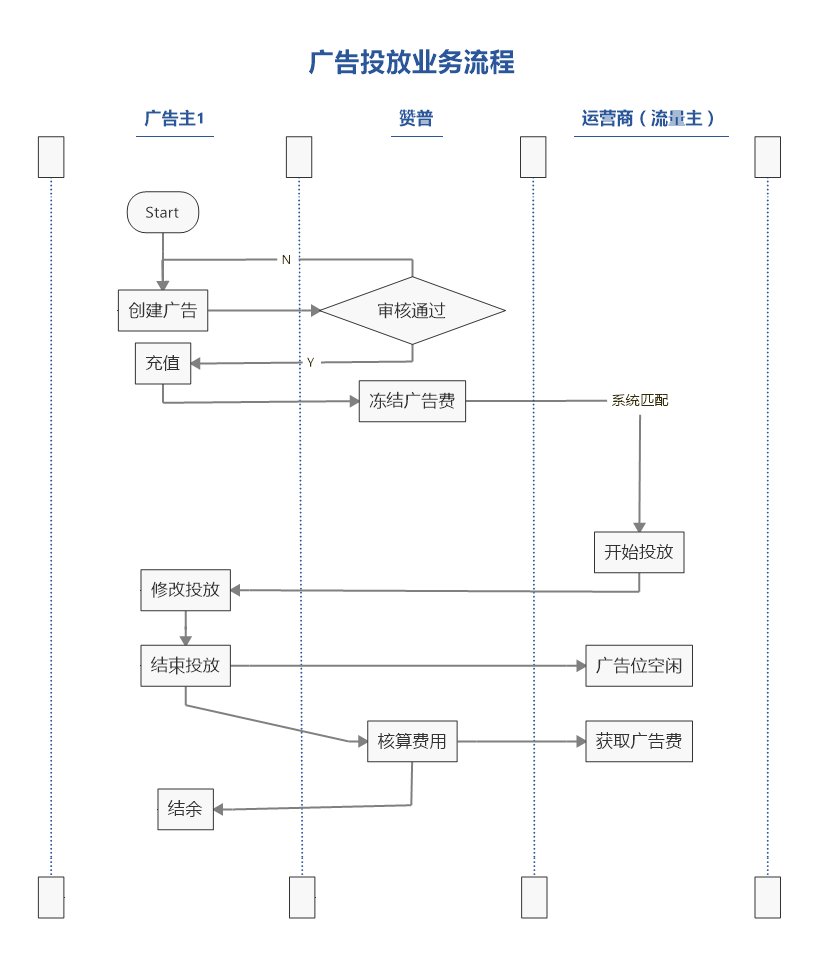 广告投放业务流程
广告主1
赟普
运营商（流量主）
Start
N
创建广告
审核通过
充值
Y
冻结广告费
系统匹配
开始投放
修改投放
结束投放
广告位空闲
核算费用
获取广告费
结余